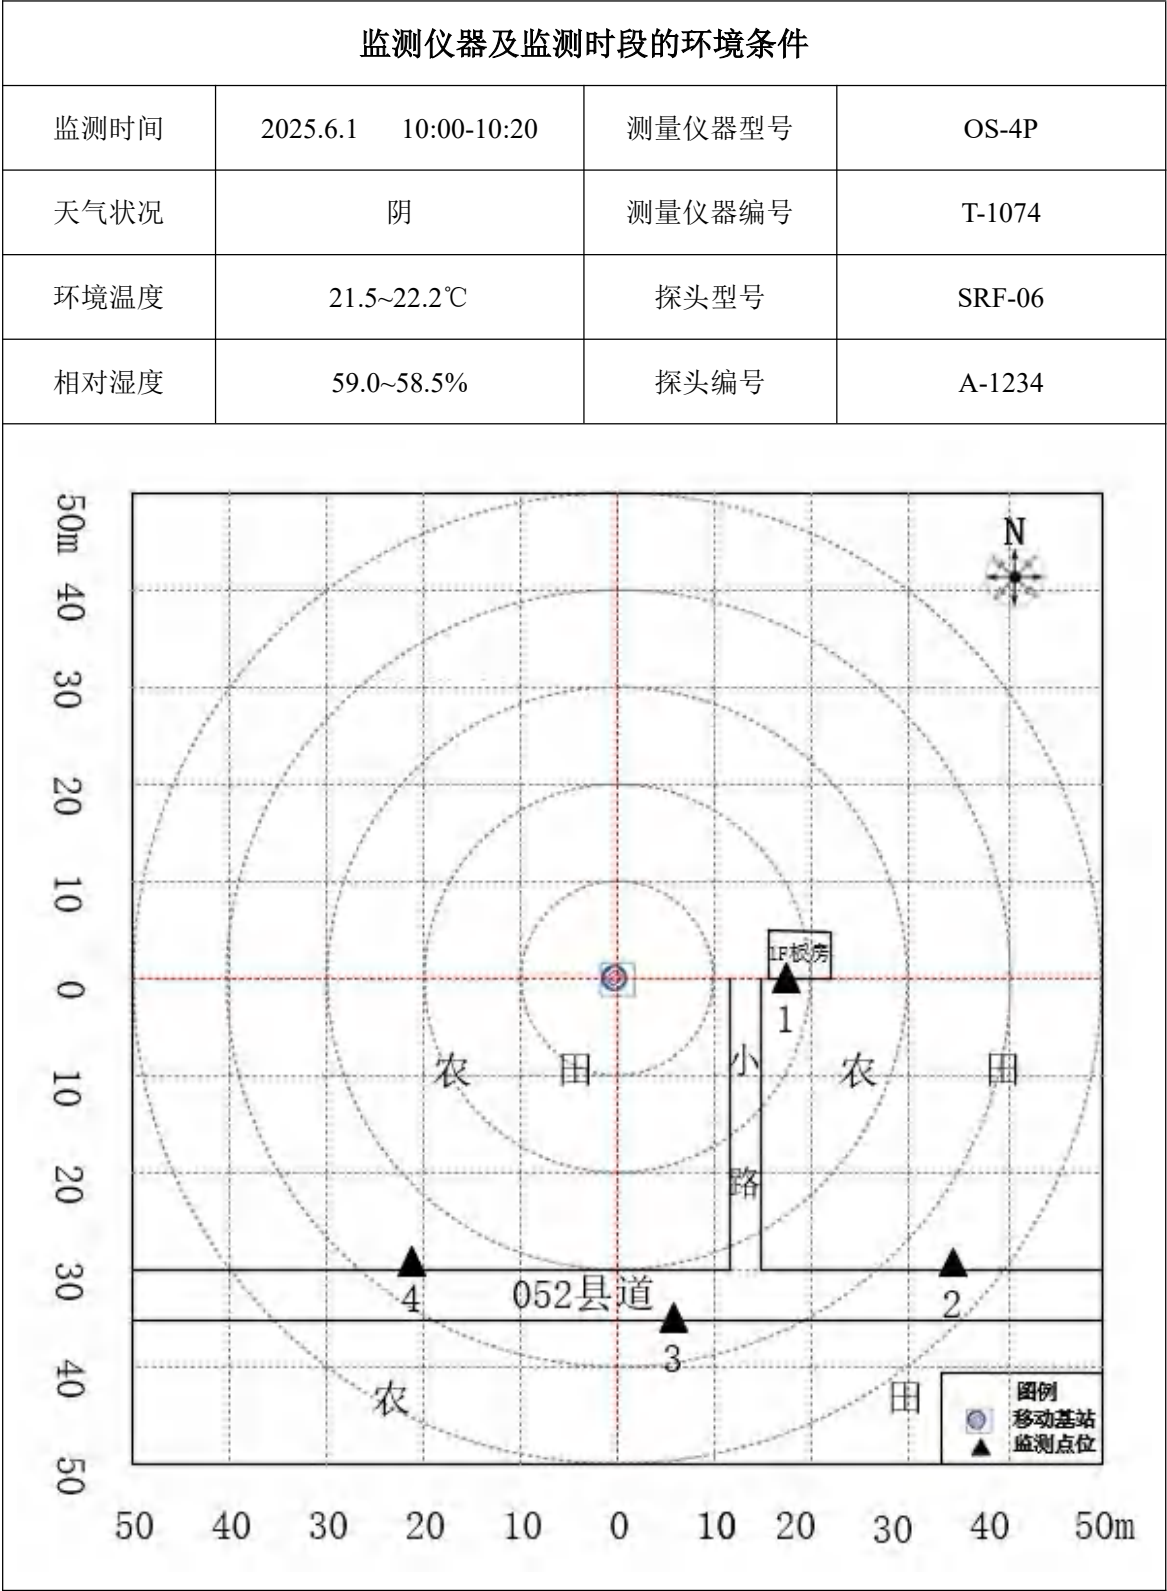 监测仪器及监测时段的环境条件
监测时间 2025.6.1 10:00-10:20 测量仪器型号 OS-4P
天气状况 阴 测量仪器编号 T-1074
环境温度 21.5~22.2℃ 探头型号 SRF-06
相对湿度 59.0~58.5% 探头编号 A-1234
50m
N
40
30
20
10
1F板房
0
1
农 田 小 农 田
10
路
20
30
4 052县道 2
3
40
农 田
图例
移动基站
监测点位
50
50 40 30 20 10 0 10 20 30 40 50m